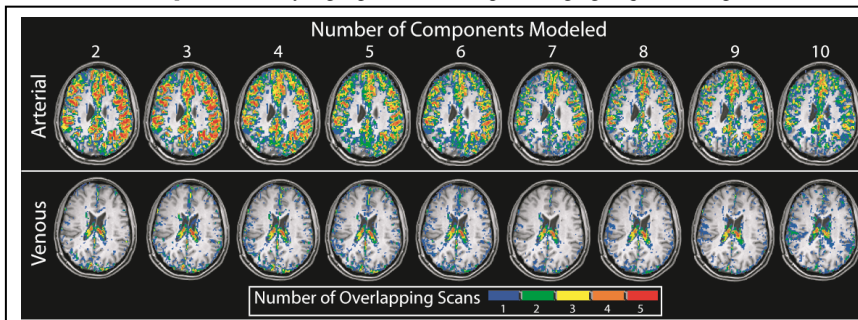 Number of Components Modeled
2 3 4 5 6 7 8 9 10
Arterial
Venous
Number of Overlapping Scans
1 2 3 4 5